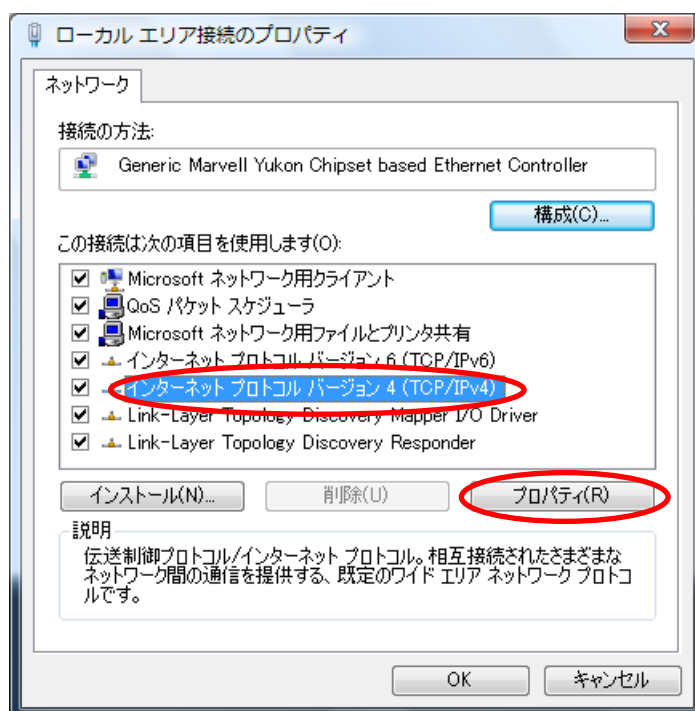 ローカル エリア接続のプロパティ
ネットワーク
接続の方法:
Generic Marvell Yukon Chipset based Ethernet Controller
構成(C)...
この接続は次の項目を使用します(O):
Microsoft ネットワーク用クライアント
QoS パケット スケジューラ
Microsoft ネットワーク用ファイルとプリンタ共有
インターネット プロトコル バージョン 6 (TCP/IPv6)
インターネット プロトコル バージョン 4 (TCP/IPv4)
Link-Layer Topology Discovery Mapper I/O Driver
Link-Layer Topology Discovery Responder
インストール(N)...
削除(U)
プロパティ(R)
説明
伝送制御プロトコル/インターネット プロトコル。相互接続されたさまざまな
ネットワーク間の通信を提供する、既定のワイド エリア ネットワーク プロトコ
ルです。
OK
キャンセル